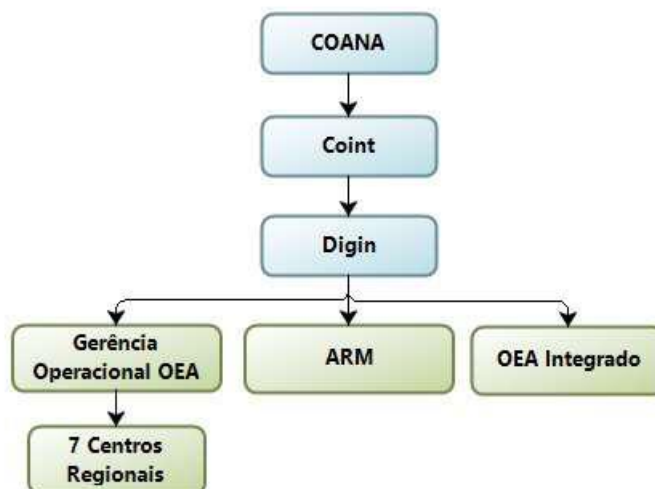 COANA
Coint
Digin
Gerência
Operacional OEA
ARM
OEA Integrado
7 Centros
Regionais